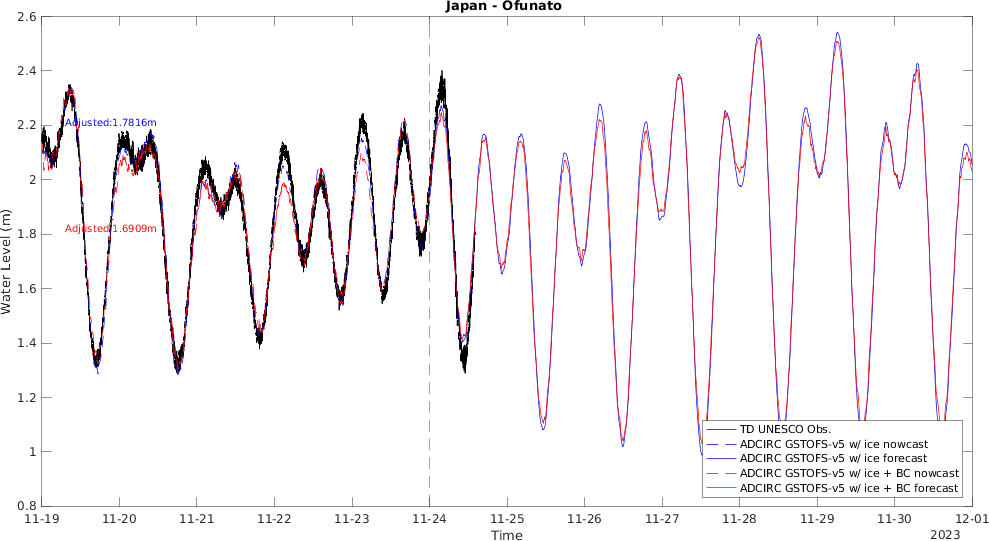 Japan - Ofunato
2.6
2.4
2.2
2
1.8
1.6
1.4
1.2
1
0.8
Water Level (m)
Adjusted:1.7816m
Adjusted:1.6909m
TD UNESCO Obs.
ADCIRC GSTOFS-v5 w/ ice nowcast
ADCIRC GSTOFS-v5 w/ ice forecast
ADCIRC GSTOFS-v5 w/ ice + BC nowcast
ADCIRC GSTOFS-v5 w/ ice + BC forecast
11-19 11-20 11-21 11-22 11-23 11-24 11-25 11-26 11-27 11-28 11-29 11-30 12-01
Time
2023